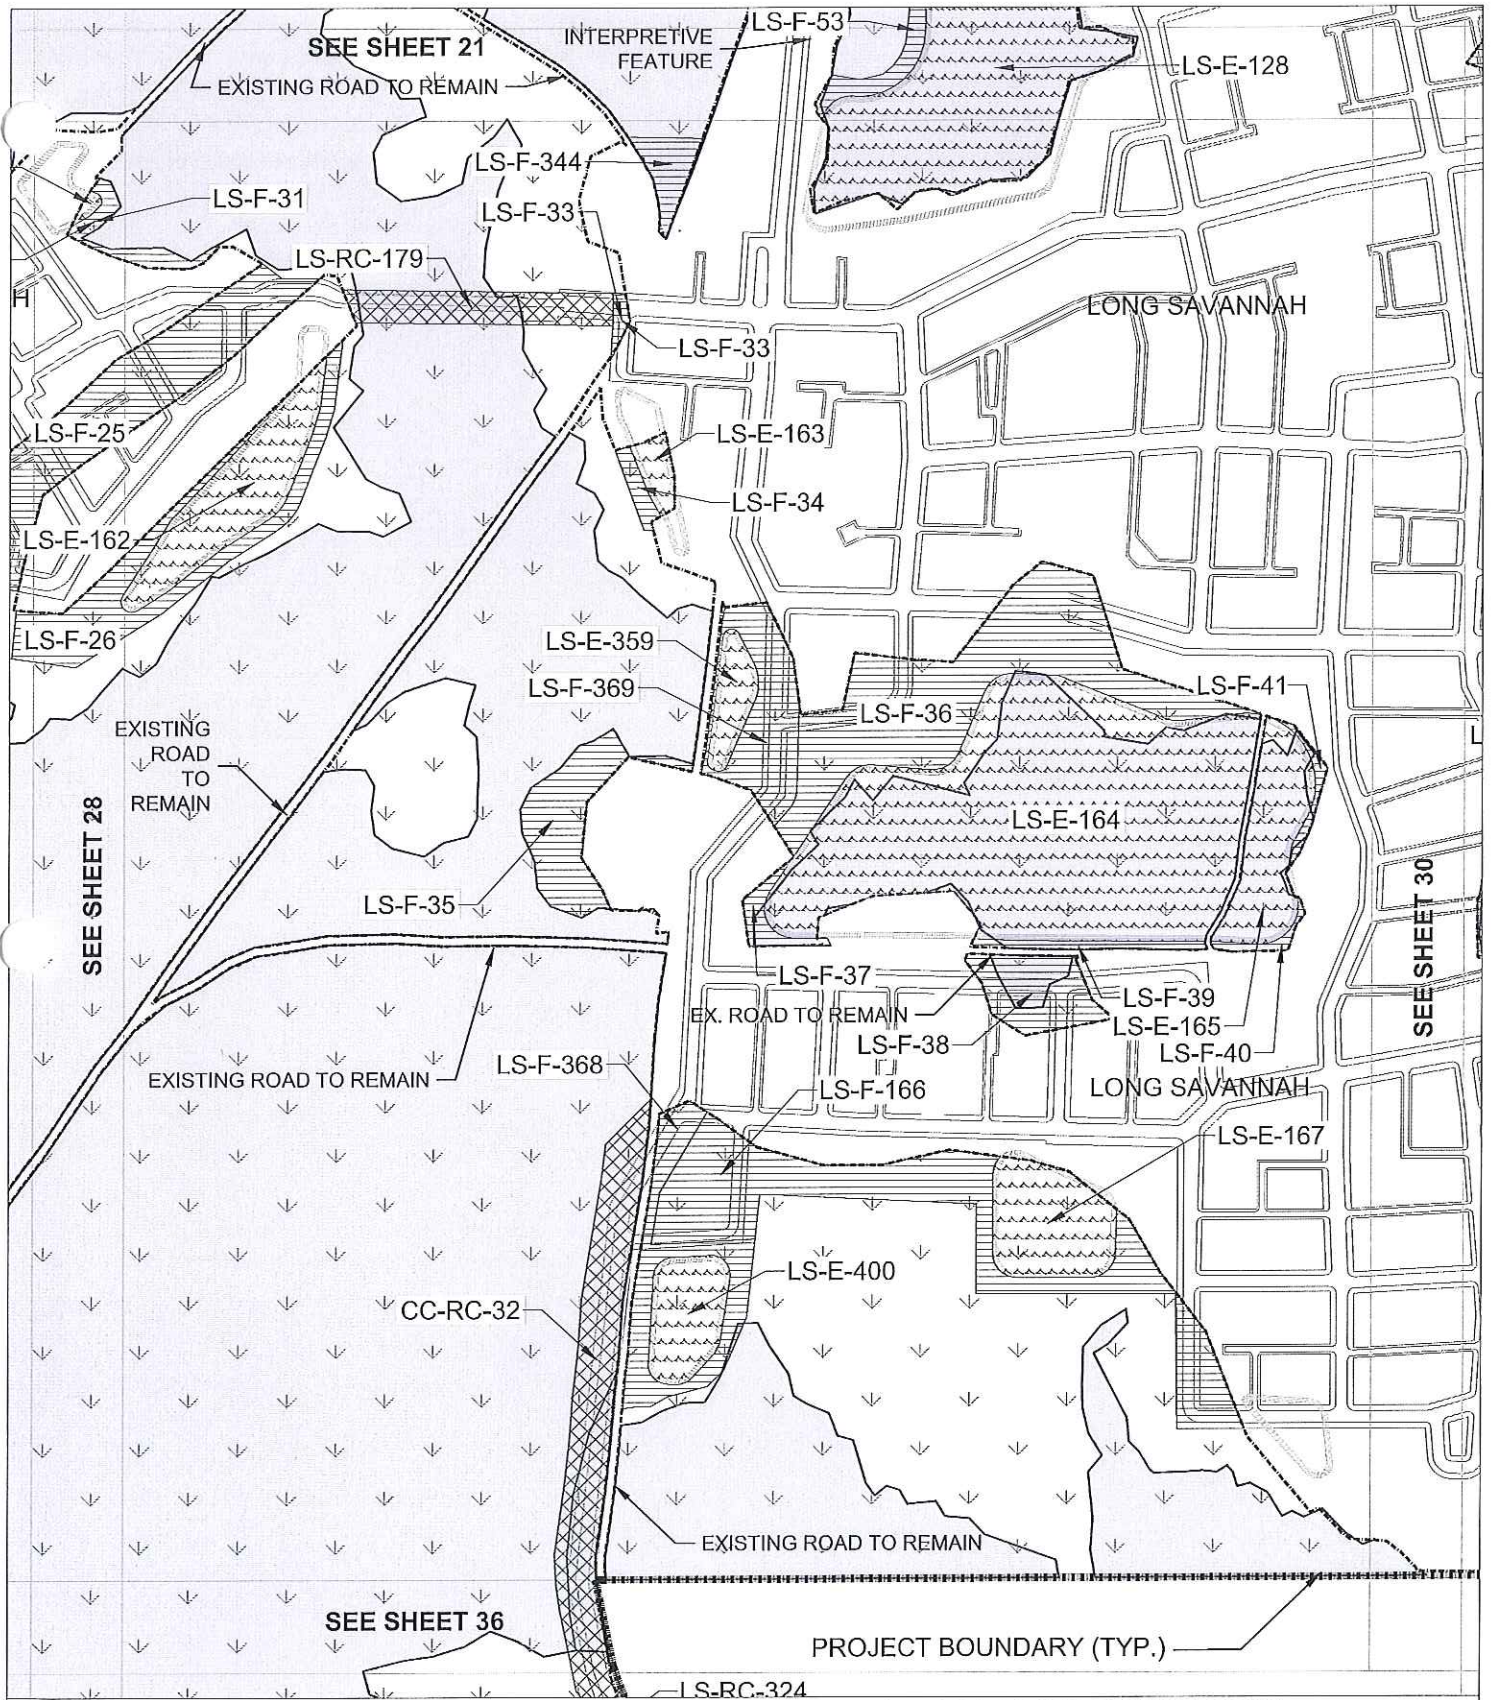 LS-F-53
SEE SHEET 21
INTERPRETIVE
FEATURE
LS-E-128
EXISTING ROAD TO REMAIN
LS-F-344
LS-F-31
LS-F-33
LS-RC-179
H
LONG SAVANNAH
LS-F-33
LS-F-25
LS-E-163
LS-F-34
LS-E-162
LS-F-26
LS-E-359
LS-F-369
LS-F-41
LS-F-36
EXISTING
ROAD
TO
REMAIN
L
SEE SHEET 28
LS-E-164
SEE SHEET 30
LS-F-35
LS-F-37
LS-F-39
EX. ROAD TO REMAIN
LS-E-165
LS-F-38
LS-F-40
LS-F-368
EXISTING ROAD TO REMAIN
LS-F-166
LONG SAVANNAH
LS-E-167
LS-E-400
CC-RC-32
EXISTING ROAD TO REMAIN
SEE SHEET 36
PROJECT BOUNDARY (TYP.)
LS-RC-324